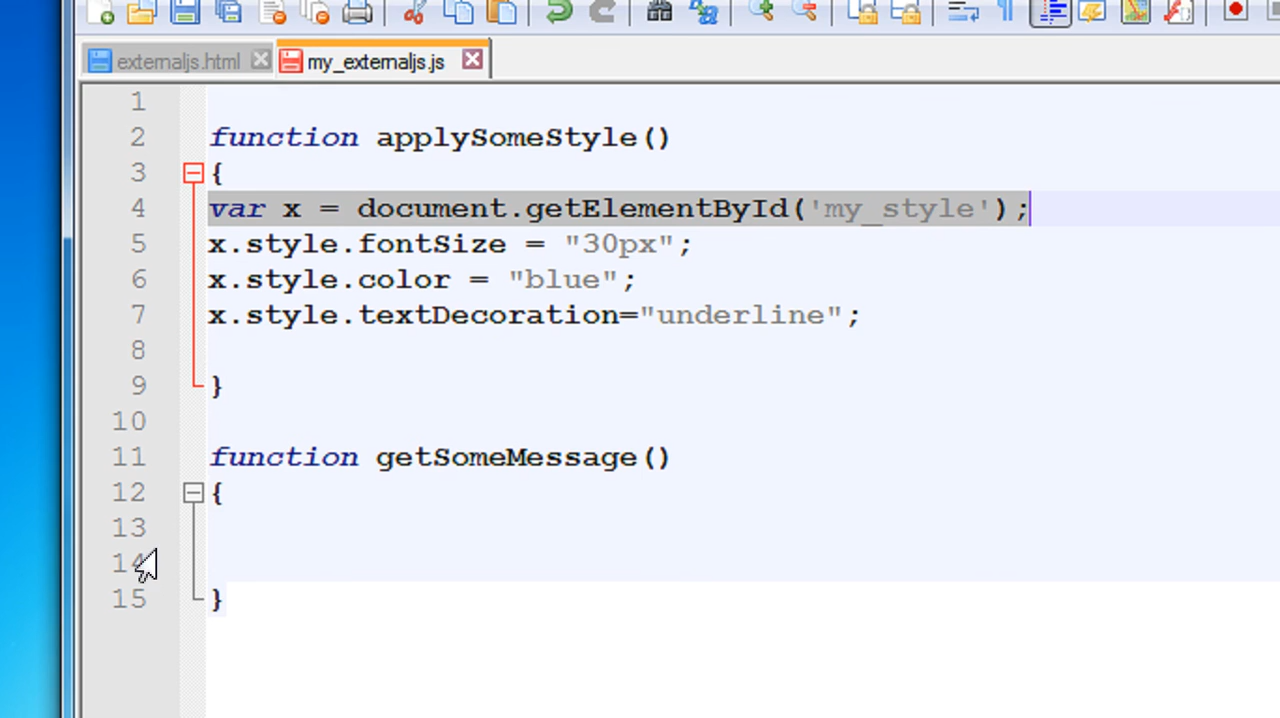 externaljs.html my_externaljs.js
1
2 function applySomeStyle()
3 {
4 var x = document.getElementById('my_style');
5 x.style.fontSize = "30px";
6 x.style.color = "blue";
7 x.style.textDecoration="underline";
8
9 }
10
11 function getSomeMessage()
12 {
13
14
15 }